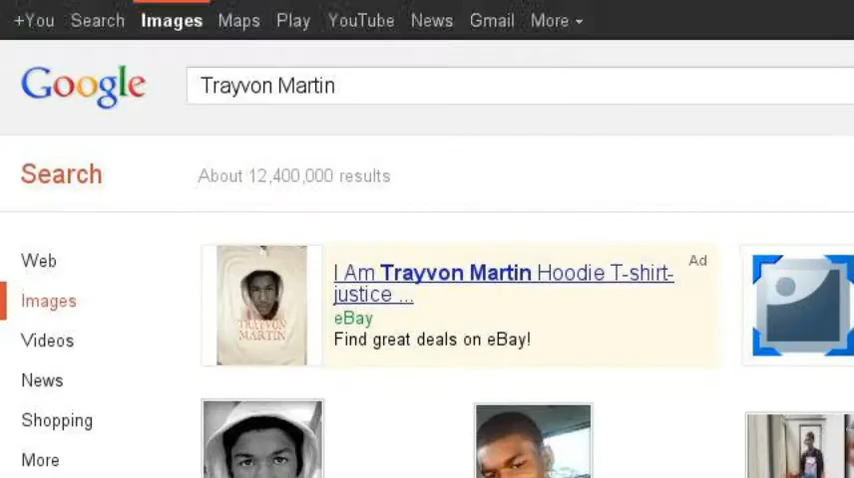 +You Search Images Maps Play YouTube News Gmail More
Google
Trayvon Martin
Search
About 12,400,000 results
Web
Images
Videos
News
Shopping
More
I Am Trayvon Martin Hoodie T-shirt-
justice ...
Ad
eBay
Find great deals on eBay!
TRAYVON
MARTIN